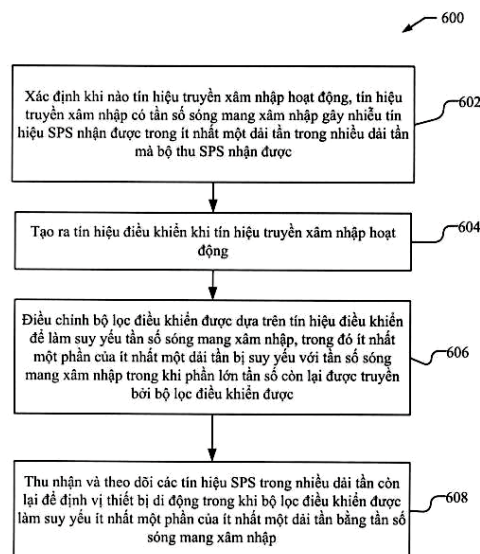 600
Xác định khi nào tín hiệu truyền xâm nhập hoạt động, tín
hiệu truyền xâm nhập có tần số sóng mang xâm nhập gây nhiễu tín
hiệu SPS nhận được trong ít nhất một dải tần trong nhiều dải tần
mà bộ thu SPS nhận được
602
Tạo ra tín hiệu điều khiển khi tín hiệu truyền xâm nhập hoạt
động
604
Điều chỉnh bộ lọc điều khiển được dựa trên tín hiệu điều khiển
để làm suy yếu tần số sóng mang xâm nhập, trong đó ít nhất
một phần của ít nhất một dải tần bị suy yếu với tần số sóng
mang xâm nhập trong khi phần lớn tần số còn lại được truyền
bởi bộ lọc điều khiển được
606
Thu nhận và theo dõi các tín hiệu SPS trong nhiều dải tần còn
lại để định vị thiết bị di động trong khi bộ lọc điều khiển được
làm suy yếu ít nhất một phần của ít nhất một dải tần bằng tần số
sóng mang xâm nhập
608